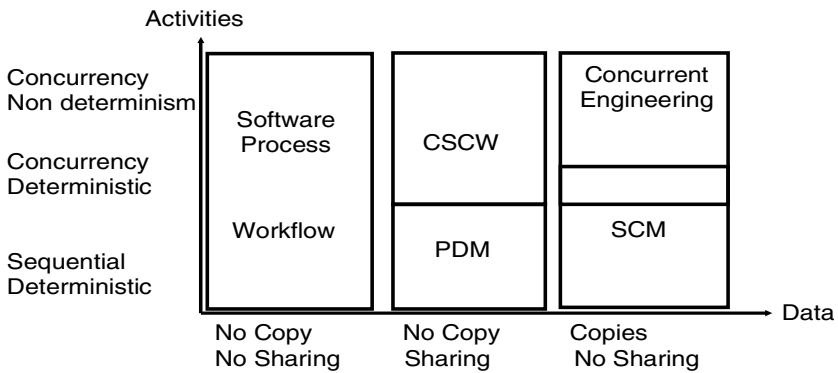 Activities
Concurrency
Non determinism
Concurrency
Deterministic
Sequential
Deterministic
Software
Process
Workflow
CSCW
PDM
Concurrent
Engineering
SCM
Data
No Copy
No Sharing
No Copy
Sharing
Copies
No Sharing